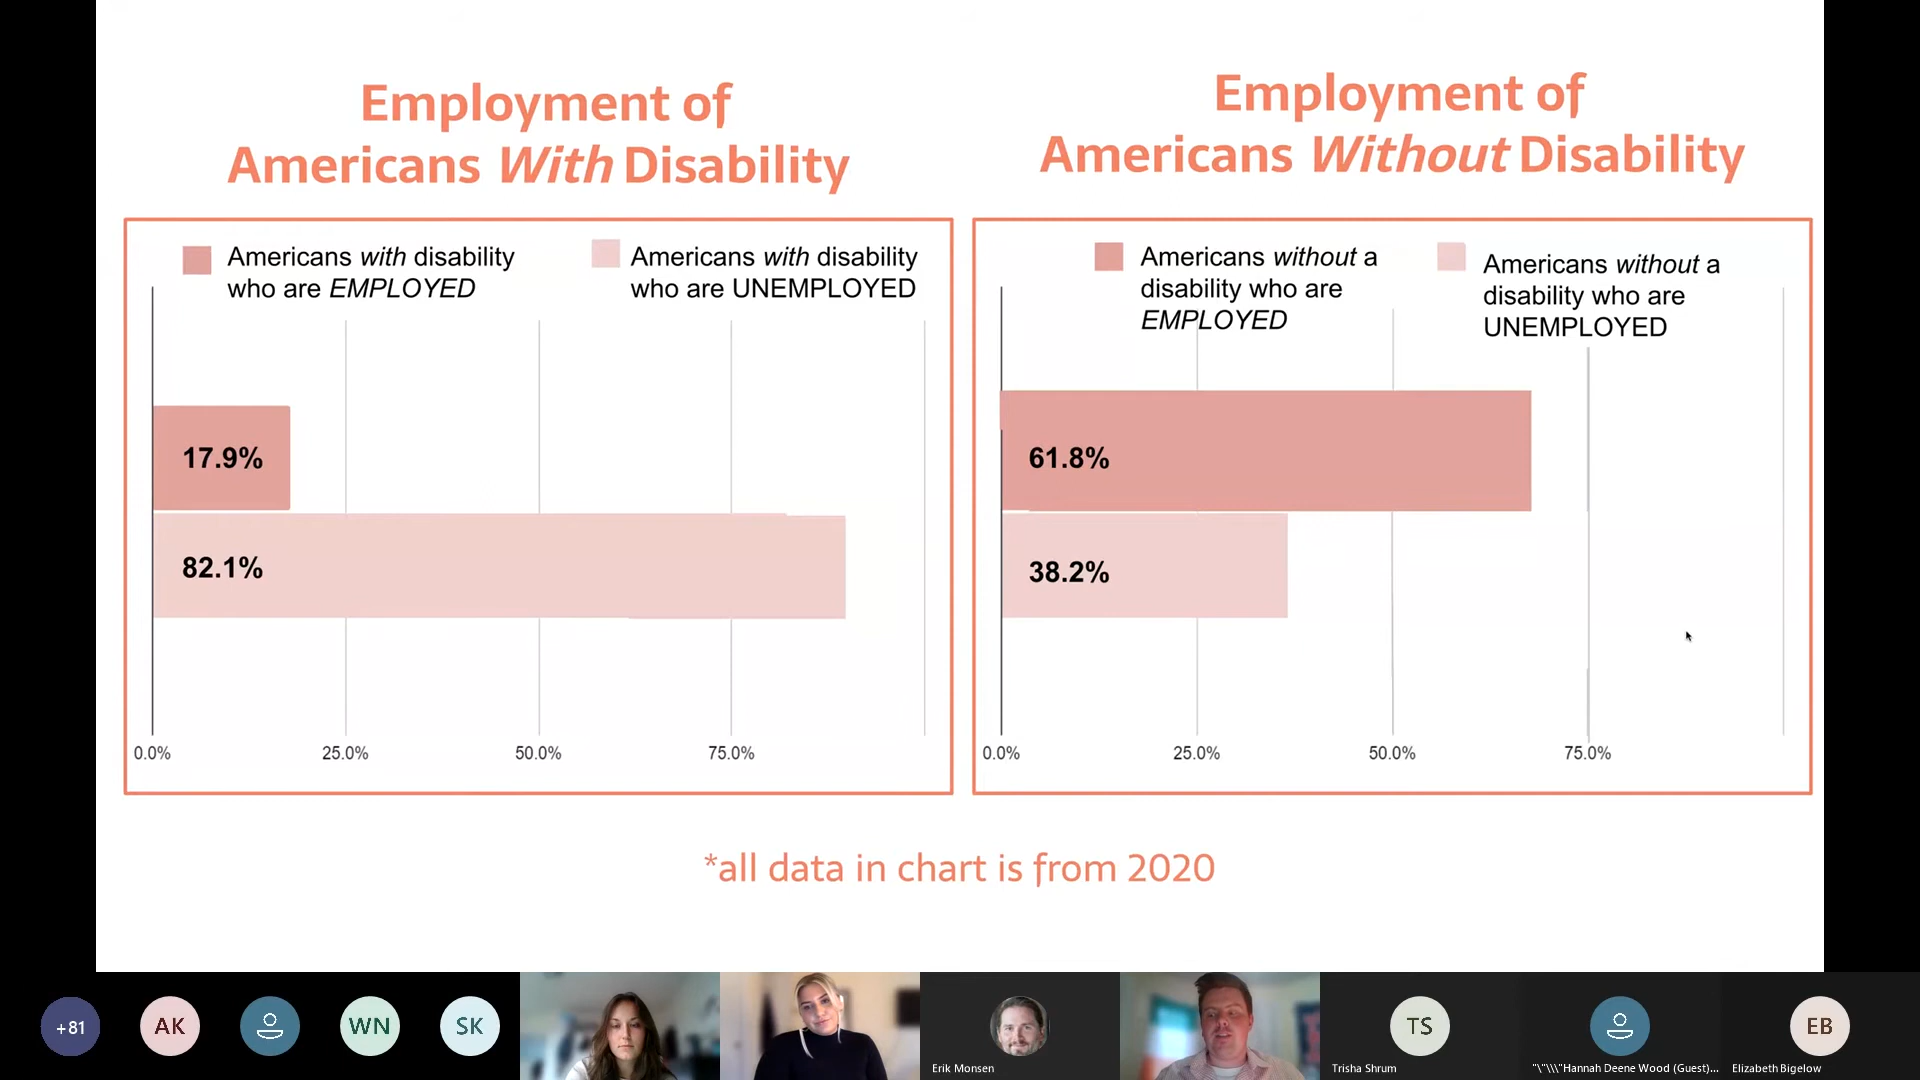 Employment of
Americans With Disability
Employment of
Americans Without Disability
Americans with disability
who are EMPLOYED
Americans with disability
who are UNEMPLOYED
17.9%
82.1%
0.0% 25.0% 50.0% 75.0%
Americans without a
disability who are
EMPLOYED
Americans without a
disability who are
UNEMPLOYED
61.8%
38.2%
0.0% 25.0% 50.0% 75.0%
*all data in chart is from 2020
+81
AK
WN
SK
Erik Monsen
TS
Trisha Shrum
"\"\\\"Hannah Deene Wood (Guest)...
EB
Elizabeth Bigelow